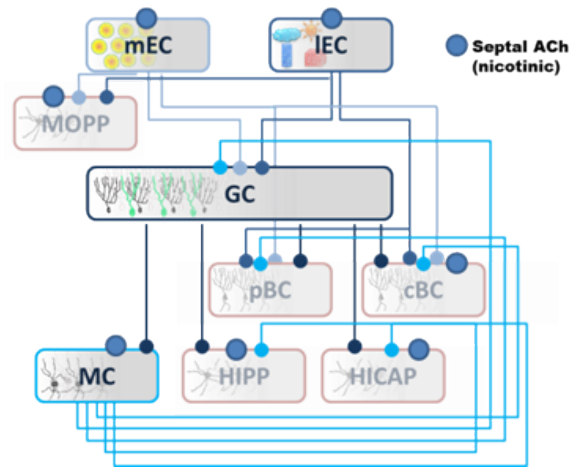 mEC
lEC
Septal ACh
(nicotinic)
MOPP
GC
pBC
cBC
MC
HIPP
HICAP